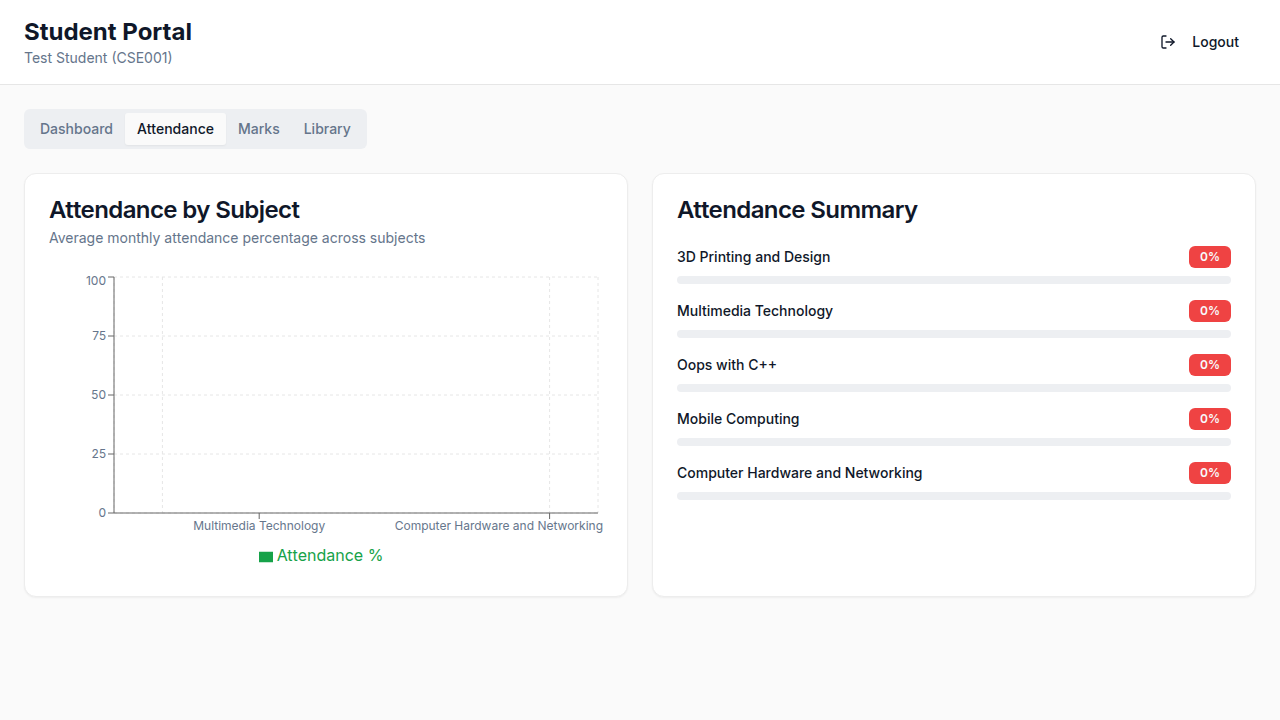 Student Portal
Test Student (CSE001)
Logout
Dashboard Attendance Marks Library
Attendance by Subject
Average monthly attendance percentage across subjects
100
75
50
25
0
Multimedia Technology Computer Hardware and Networking
Attendance %
Attendance Summary
3D Printing and Design 0%
Multimedia Technology 0%
Oops with C++ 0%
Mobile Computing 0%
Computer Hardware and Networking 0%